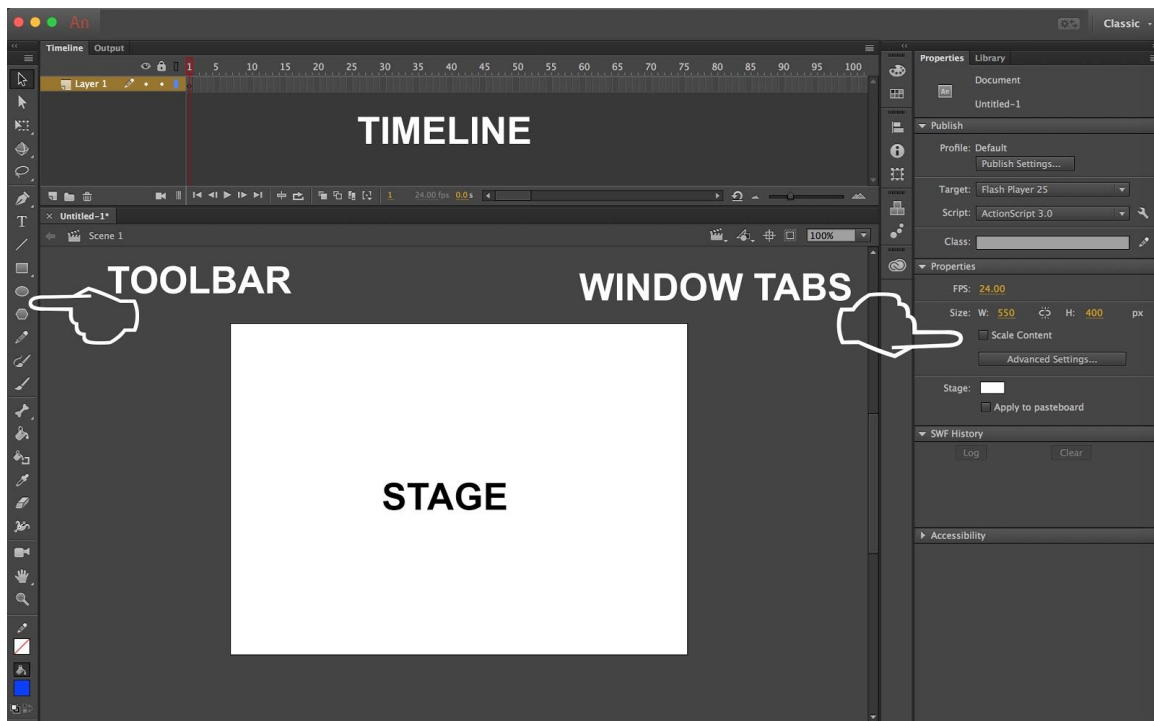 An
Classic
Timeline Output
1 5 10 15 20 25 30 35 40 45 50 55 60 65 70 75 80 85 90 95 100
Layer 1
TIMELINE
1 24.00 fps 0.0 s
Untitled-1*
Scene 1
100%
T
TOOLBAR
WINDOW TABS
STAGE
Properties Library
Document
An
Untitled-1
Publish
Profile: Default
Publish Settings...
Target: Flash Player 25
Script: ActionScript 3.0
Class:
Properties
FPS: 24.00
Size: W: 550 H: 400 px
Scale Content
Advanced Settings...
Stage:
Apply to pasteboard
SWF History
Log Clear
Accessibility